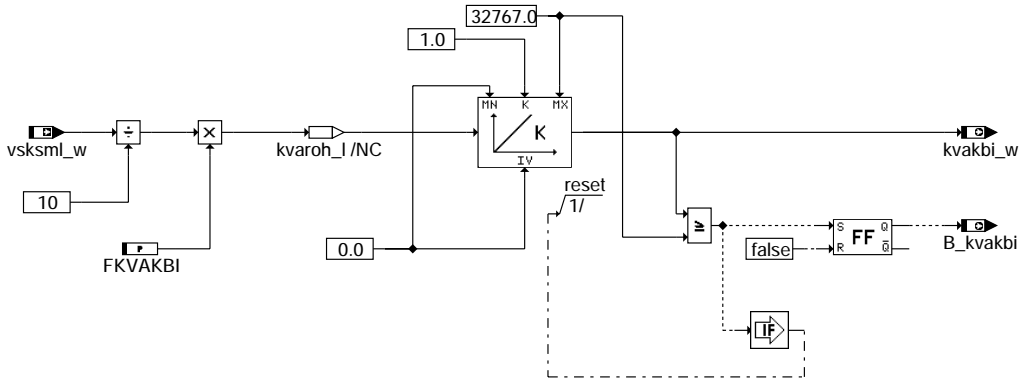 32767.0
1.0
MN K MX
K
IV
vsksml_w
÷
×
kvaroh_l /NC
kvakbi_w
10
reset
1/
P
FKVAKBI
0.0
≥
false
S Q
FF
R Q̅
B_kvakbi
IF